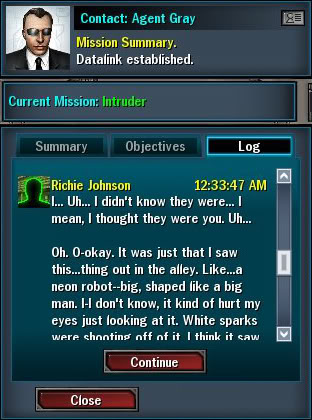 Contact: Agent Gray
Mission Summary.
Datalink established.
Current Mission: Intruder
Summary
Objectives
Log
Richie Johnson 12:33:47 AM
I... Uh... I didn't know they were... I
mean, I thought they were you. Uh...
Oh. O-okay. It was just that I saw
this...thing out in the alley. Like...a
neon robot--big, shaped like a big
man. I-I don't know, it kind of hurt my
eyes just looking at it. White sparks
were shooting off of it. I think it saw
Continue
Close